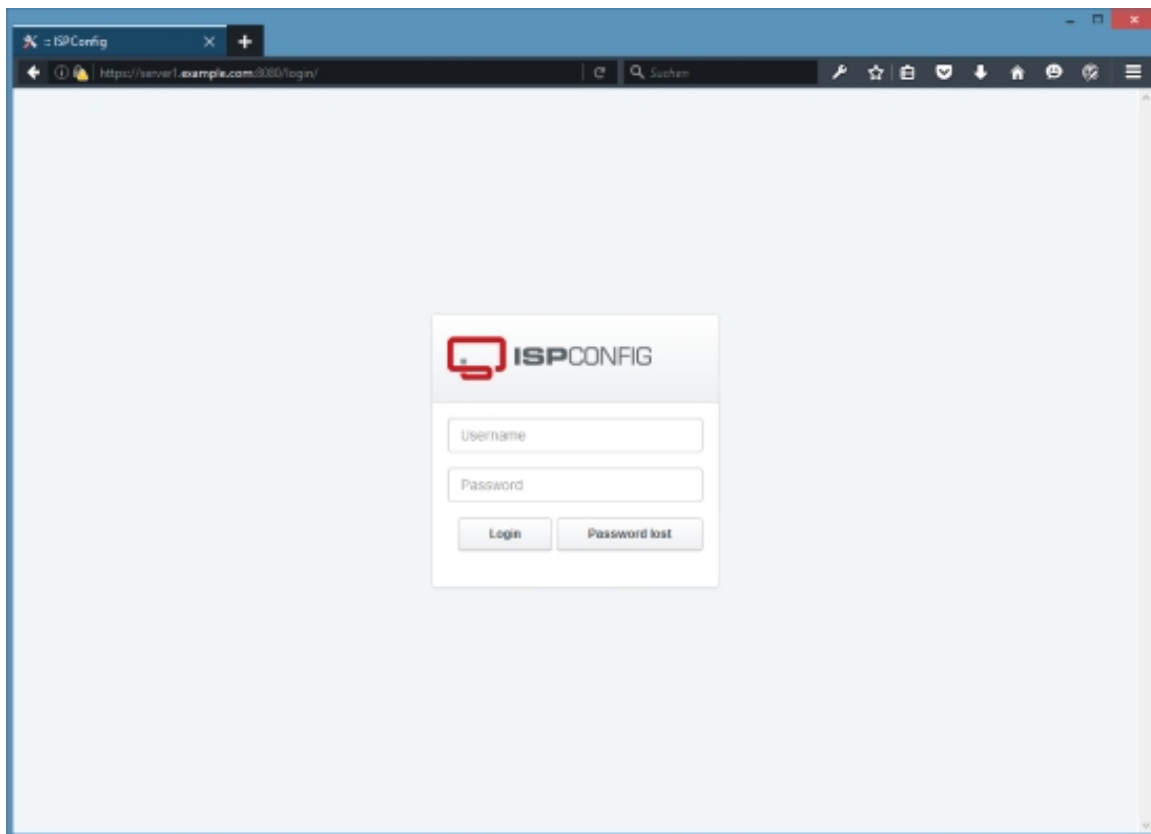 :: ISPConfig
https://server1.example.com:8080/login/
Suchen
ISPCONFIG
Username
Password
Login
Password lost